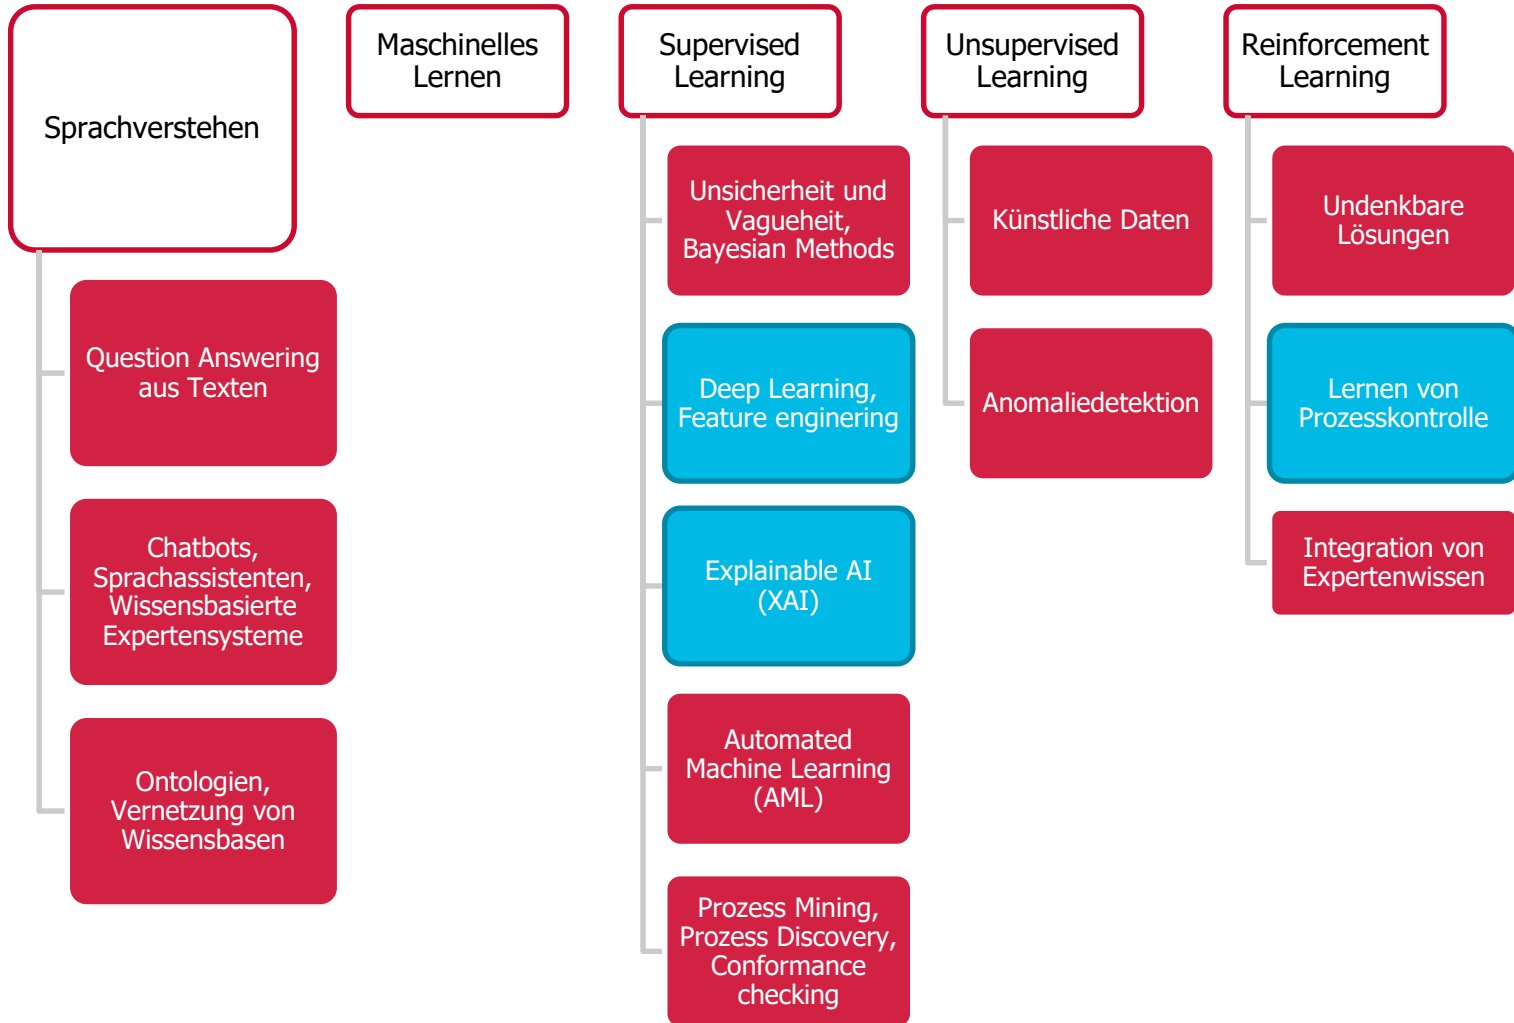 Sprachverstehen
Question Answering
aus Texten
Chatbots,
Sprachassistenten,
Wissensbasierte
Expertensysteme
Ontologien,
Vernetzung von
Wissensbasen
Maschinelles
Lernen
Supervised
Learning
Unsicherheit und
Vagueheit,
Bayesian Methods
Deep Learning,
Feature enginering
Explainable AI
(XAI)
Automated
Machine Learning
(AML)
Prozess Mining,
Prozess Discovery,
Conformance
checking
Unsupervised
Learning
Künstliche Daten
Anomaliedetektion
Reinforcement
Learning
Undenkbare
Lösungen
Lernen von
Prozesskontrolle
Integration von
Expertenwissen